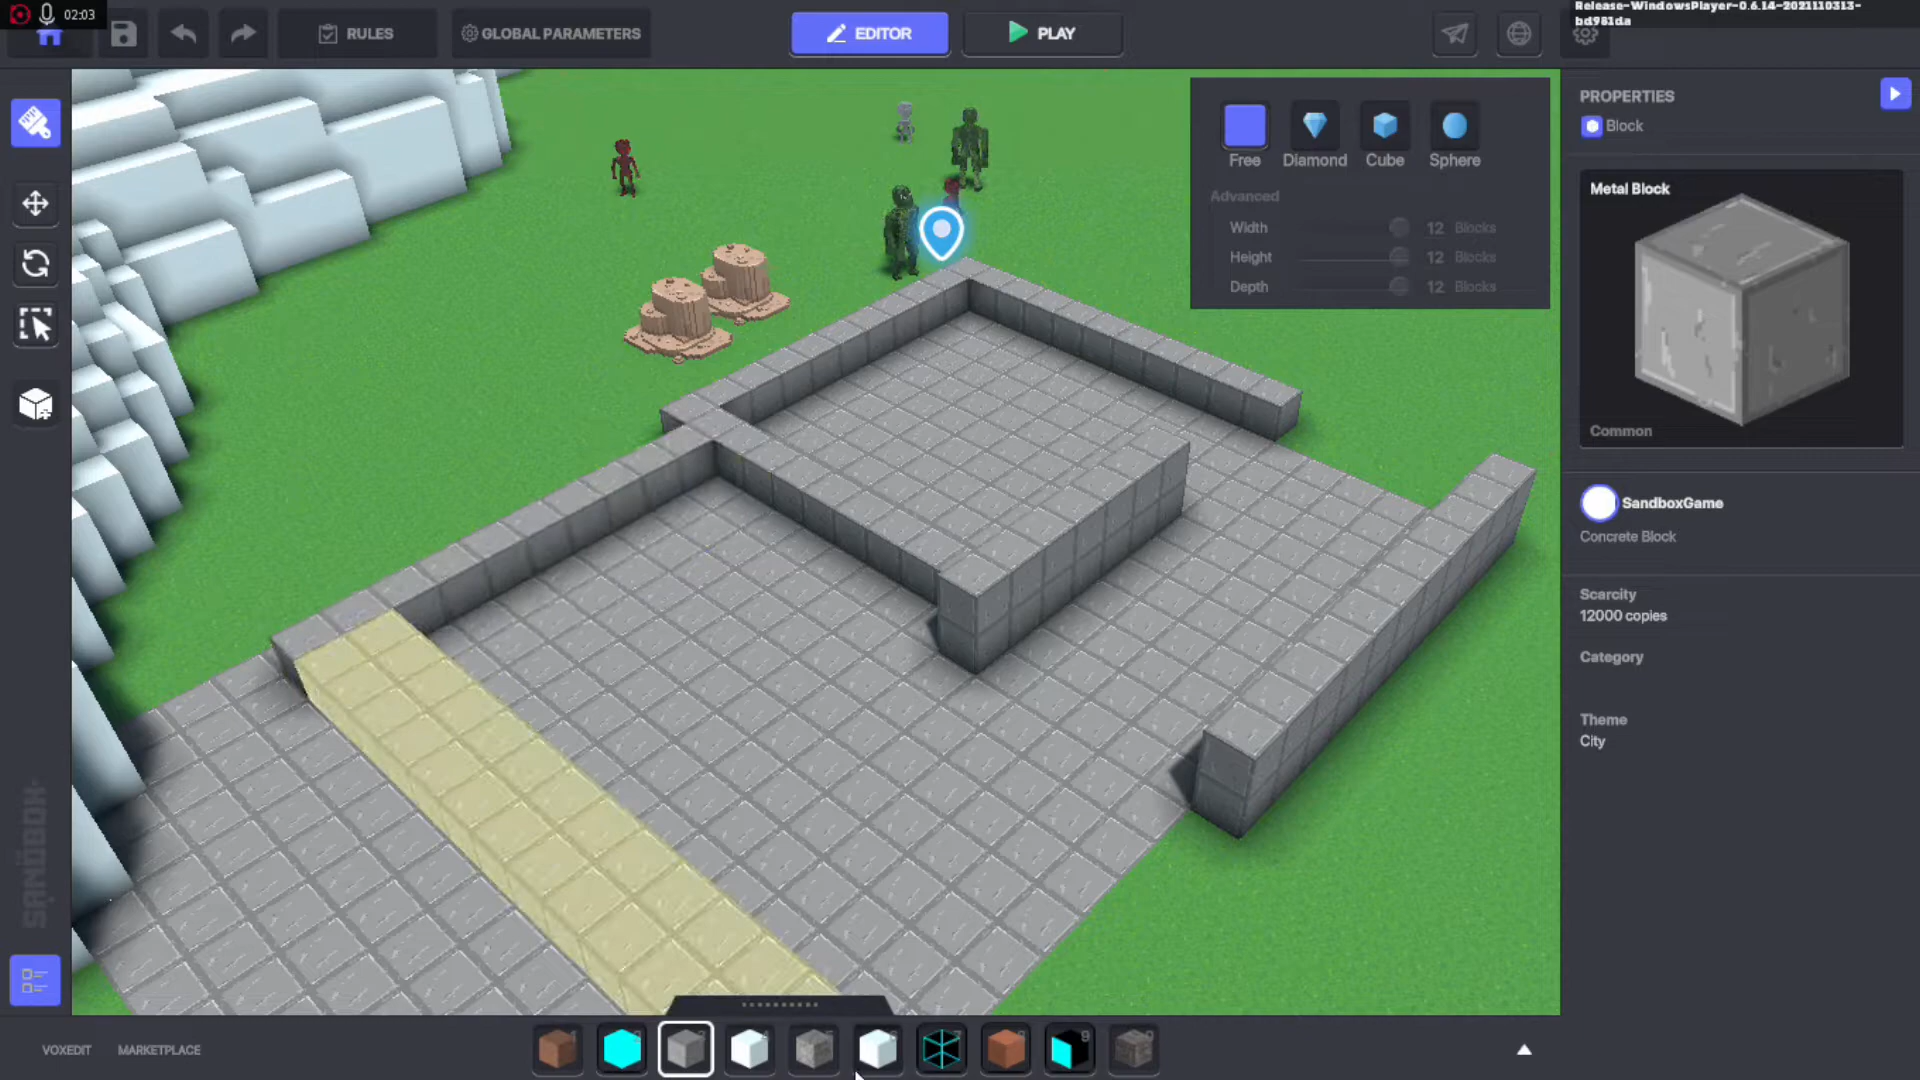 02:03
RULES
GLOBAL PARAMETERS
EDITOR
PLAY
Release-WindowsPlayer-0.6.14-2021110313-
bd981da
Free
Diamond
Cube
Sphere
Advanced
Width 12 Blocks
Height 12 Blocks
Depth 12 Blocks
PROPERTIES
Block
Metal Block
Common
SandboxGame
Concrete Block
Scarcity
12000 copies
Category
Theme
City
THE SANDBOX
VOXEDIT
MARKETPLACE